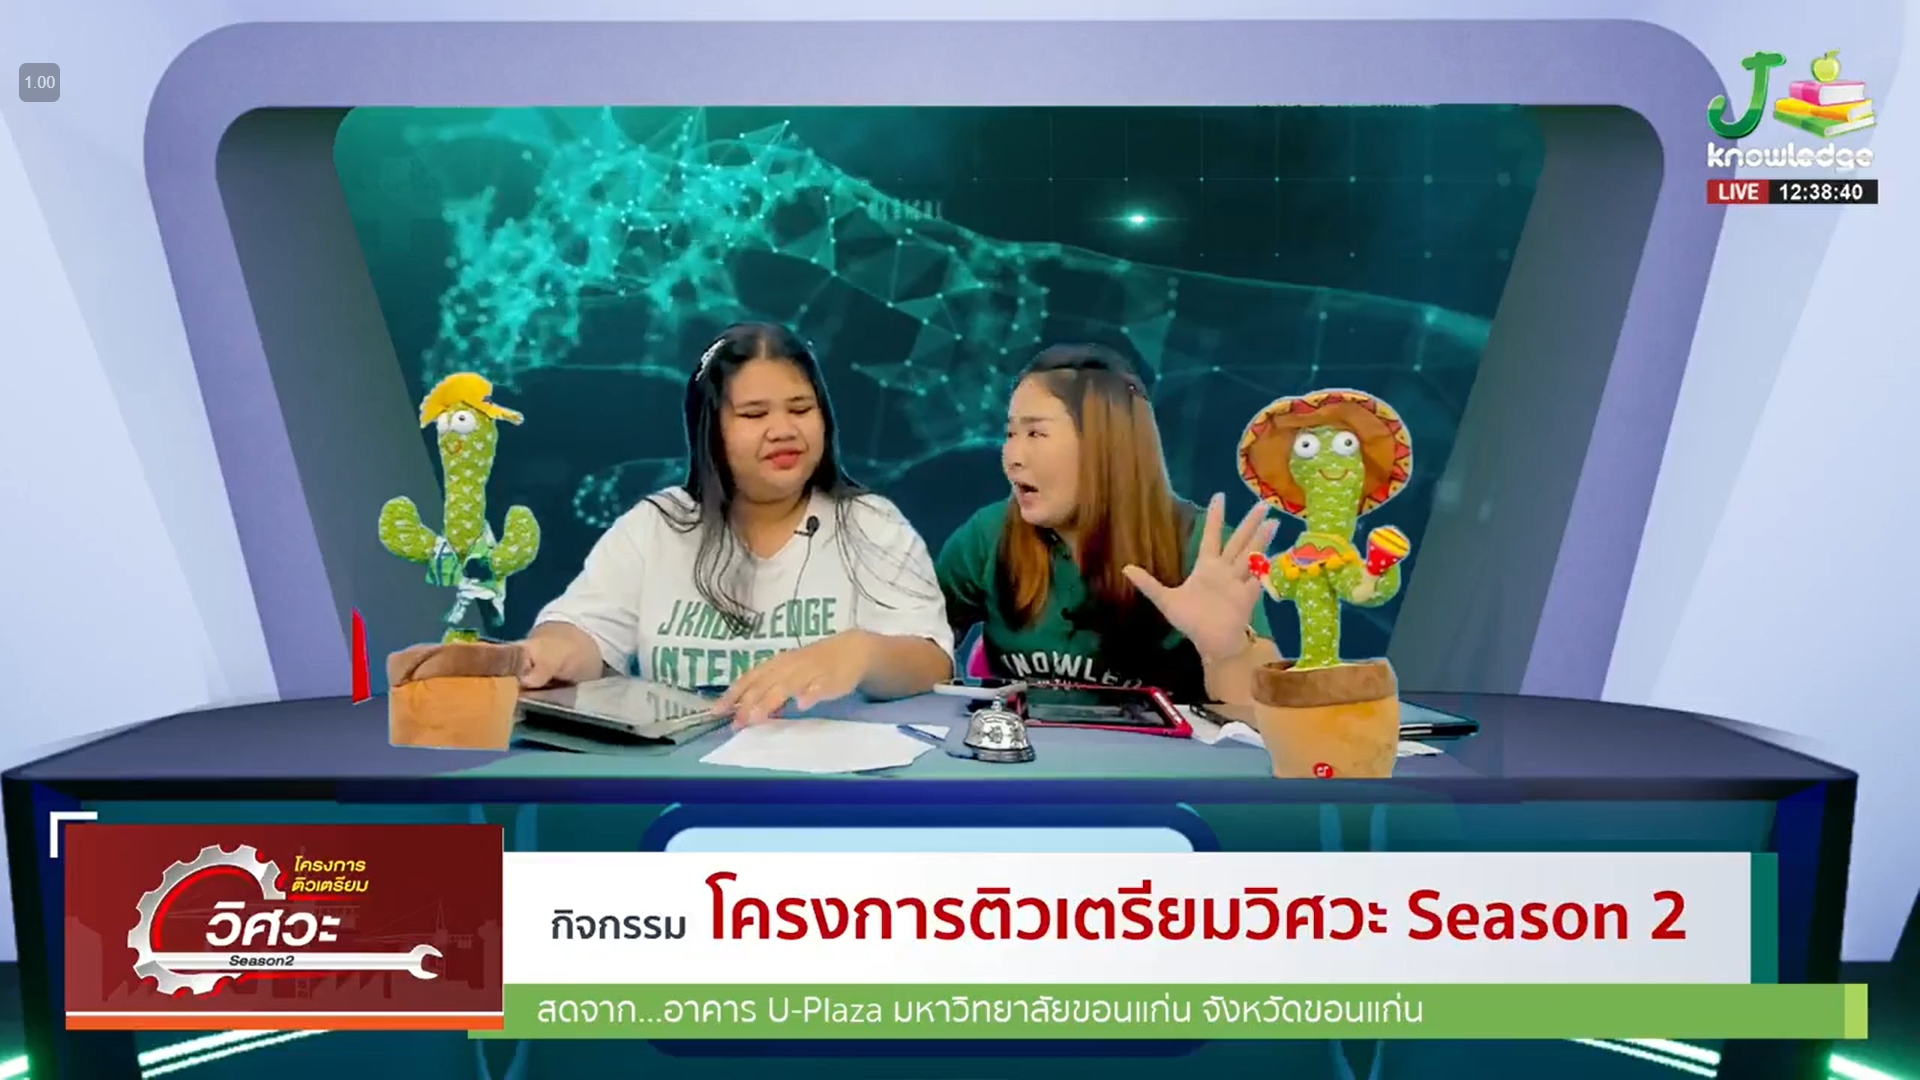 1.00
J
knowledge
LIVE 12:38:40
J KNOWLEDGE
โครงการ
ติวเตรียม
วิศวะ
Season2
กิจกรรม โครงการติวเตรียมวิศวะ Season 2
สดจาก...อาคาร U-Plaza มหาวิทยาลัยขอนแก่น จังหวัดขอนแก่น